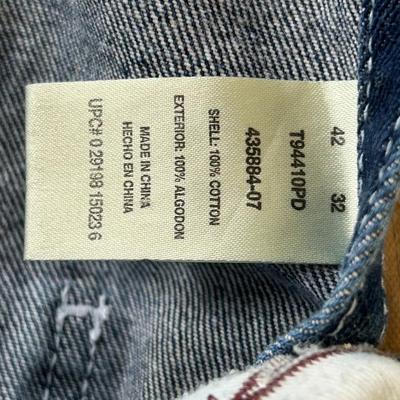 42 32
T94410PD
435884-07
SHELL: 100% COTTON
EXTERIOR: 100% ALGODON
MADE IN CHINA
HECHO EN CHINA
UPC# 0 29198 15023 6